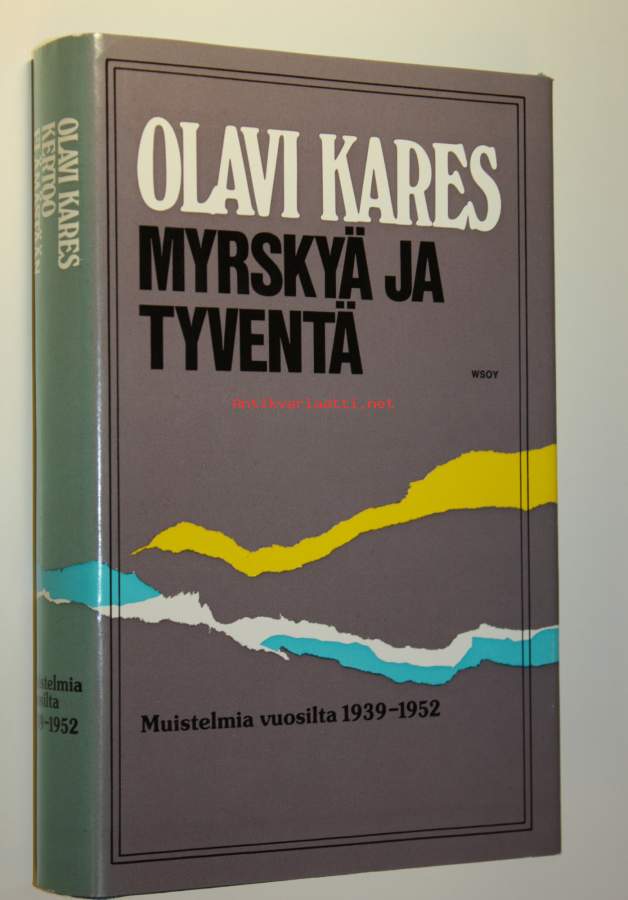 OLAVI KARES
MYRSKYÄ JA
TYVENTÄ
WSOY
Antikvariaatti.net
Muistelmia vuosilta 1939–1952
OLAVI KARES
KERTOO